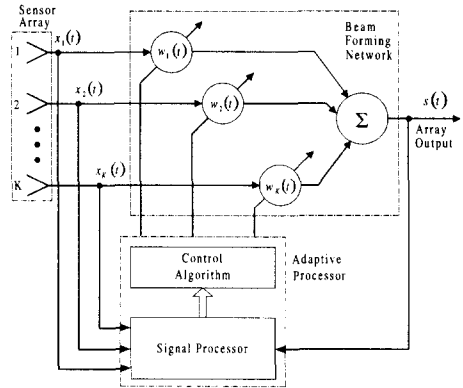 Sensor
Array
1
x₁(t)
w₁(t)
Beam
Forming
Network
2
x₂(t)
w₂(t)
Σ
s(t)
Array
Output
K
x_K(t)
w_K(t)
Control
Algorithm
Adaptive
Processor
Signal Processor